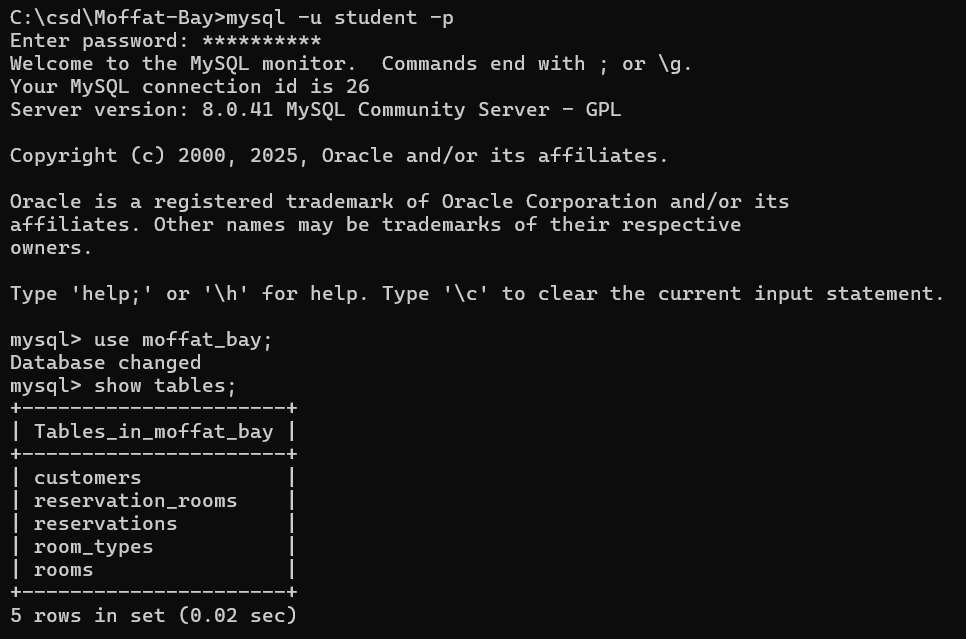 C:\csd\Moffat-Bay>mysql -u student -p
Enter password: **********
Welcome to the MySQL monitor.  Commands end with ; or \g.
Your MySQL connection id is 26
Server version: 8.0.41 MySQL Community Server - GPL

Copyright (c) 2000, 2025, Oracle and/or its affiliates.

Oracle is a registered trademark of Oracle Corporation and/or its
affiliates. Other names may be trademarks of their respective
owners.

Type 'help;' or '\h' for help. Type '\c' to clear the current input statement.

mysql> use moffat_bay;
Database changed
mysql> show tables;
+----------------------+
| Tables_in_moffat_bay |
+----------------------+
| customers            |
| reservation_rooms    |
| reservations         |
| room_types           |
| rooms                |
+----------------------+
5 rows in set (0.02 sec)